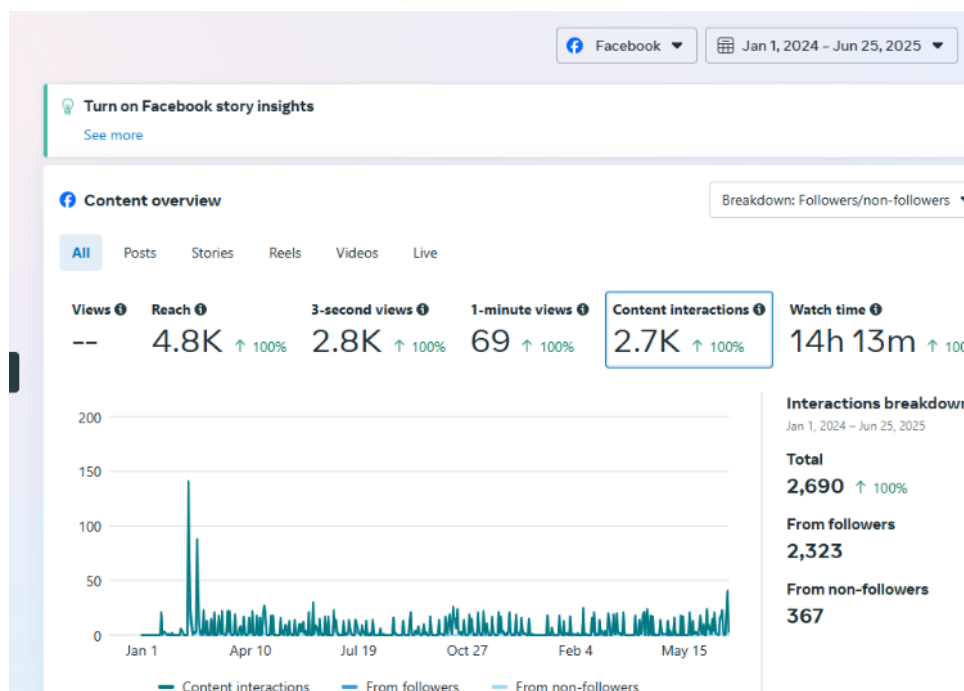 Facebook
Jan 1, 2024 – Jun 25, 2025
Turn on Facebook story insights
See more
Content overview
Breakdown: Followers/non-followers
All Posts Stories Reels Videos Live
Views Reach 3-second views 1-minute views Content interactions Watch time
-- 4.8K ↑ 100% 2.8K ↑ 100% 69 ↑ 100% 2.7K ↑ 100% 14h 13m ↑ 100
200
150
100
50
0
Jan 1 Apr 10 Jul 19 Oct 27 Feb 4 May 15
Content interactions From followers From non-followers
Interactions breakdown
Jan 1, 2024 – Jun 25, 2025
Total
2,690 ↑ 100%
From followers
2,323
From non-followers
367